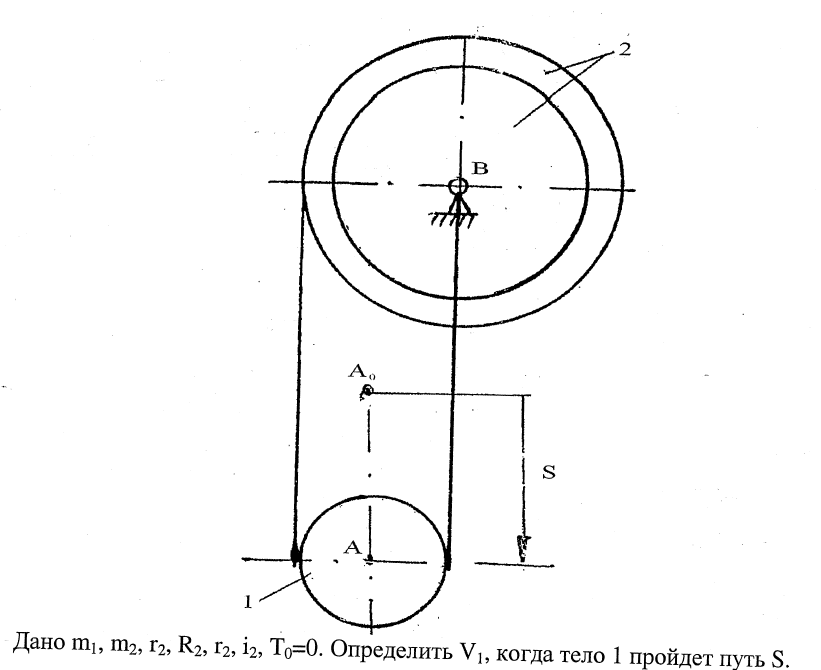 2
B
A₀
S
A
1
Дано m₁, m₂, r₂, R₂, r₂, i₂, T₀=0. Определить V₁, когда тело 1 пройдет путь S.